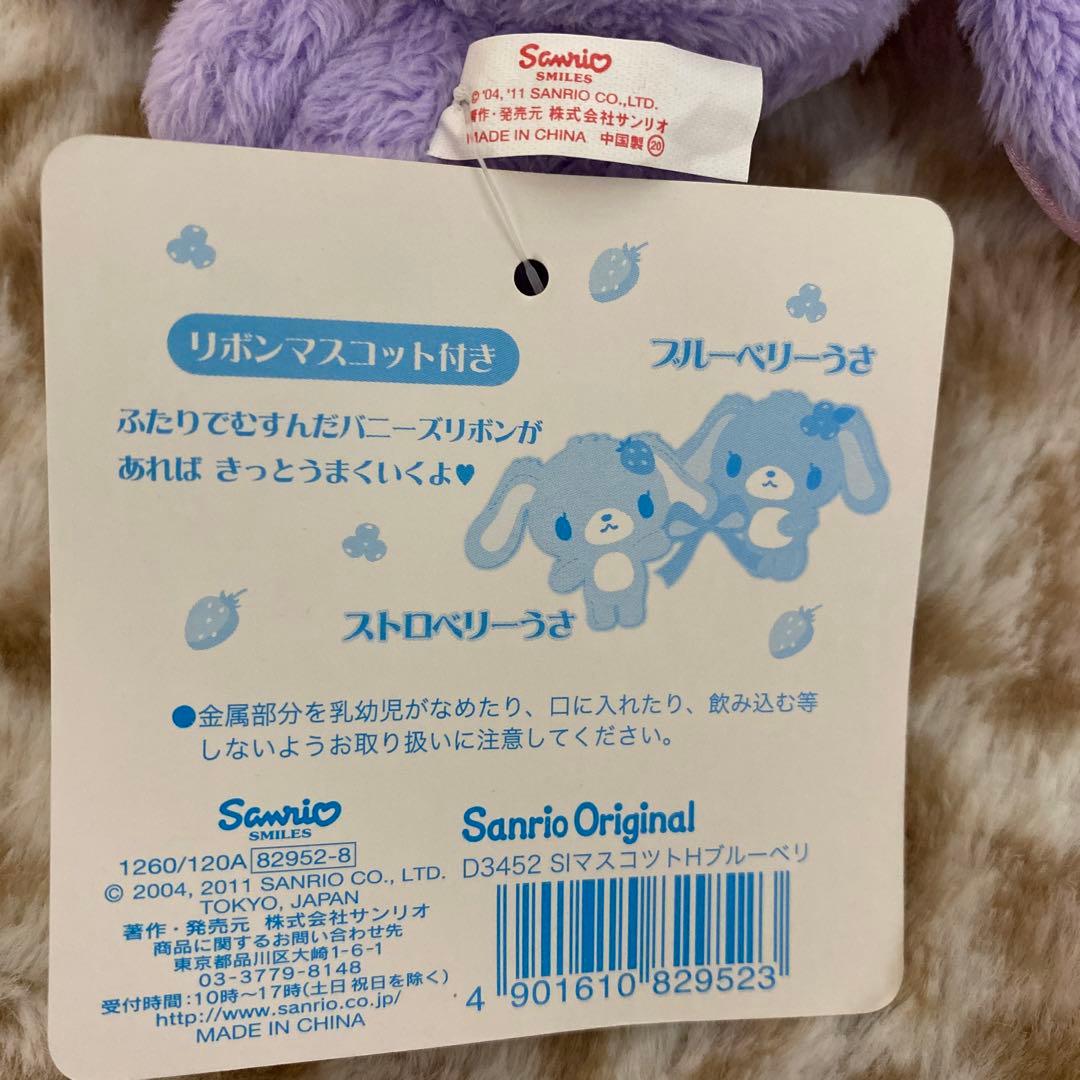 Sanrio
SMILES
© '04, '11 SANRIO CO.,LTD.
著作・発売元 株式会社サンリオ
MADE IN CHINA 中国製 20
リボンマスコット付き
ブルーベリーうさ
ふたりでむすんだバニーズリボンが
あれば きっとうまくいくよ♥
ストロベリーうさ
●金属部分を乳幼児がなめたり、口に入れたり、飲み込む等
しないようお取り扱いに注意してください。
Sanrio
SMILES
1260/120A 82952-8
© 2004, 2011 SANRIO CO., LTD.
TOKYO, JAPAN
著作・発売元 株式会社サンリオ
商品に関するお問い合わせ先
東京都品川区大崎1-6-1
03-3779-8148
受付時間:10時～17時(土日祝日を除く)
http://www.sanrio.co.jp/
MADE IN CHINA
Sanrio Original
D3452 SIマスコツトHブルーベリ
4 901610 829523